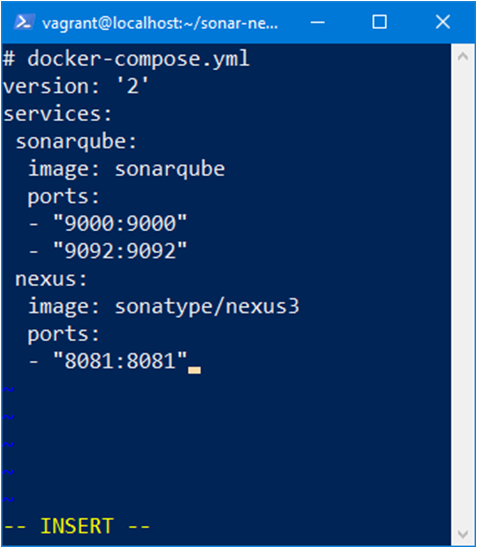 vagrant@localhost:~/sonar-ne...
# docker-compose.yml
version: '2'
services:
 sonarqube:
  image: sonarqube
  ports:
  - "9000:9000"
  - "9092:9092"
 nexus:
  image: sonatype/nexus3
  ports:
  - "8081:8081"
~
~
~
~
~
-- INSERT --